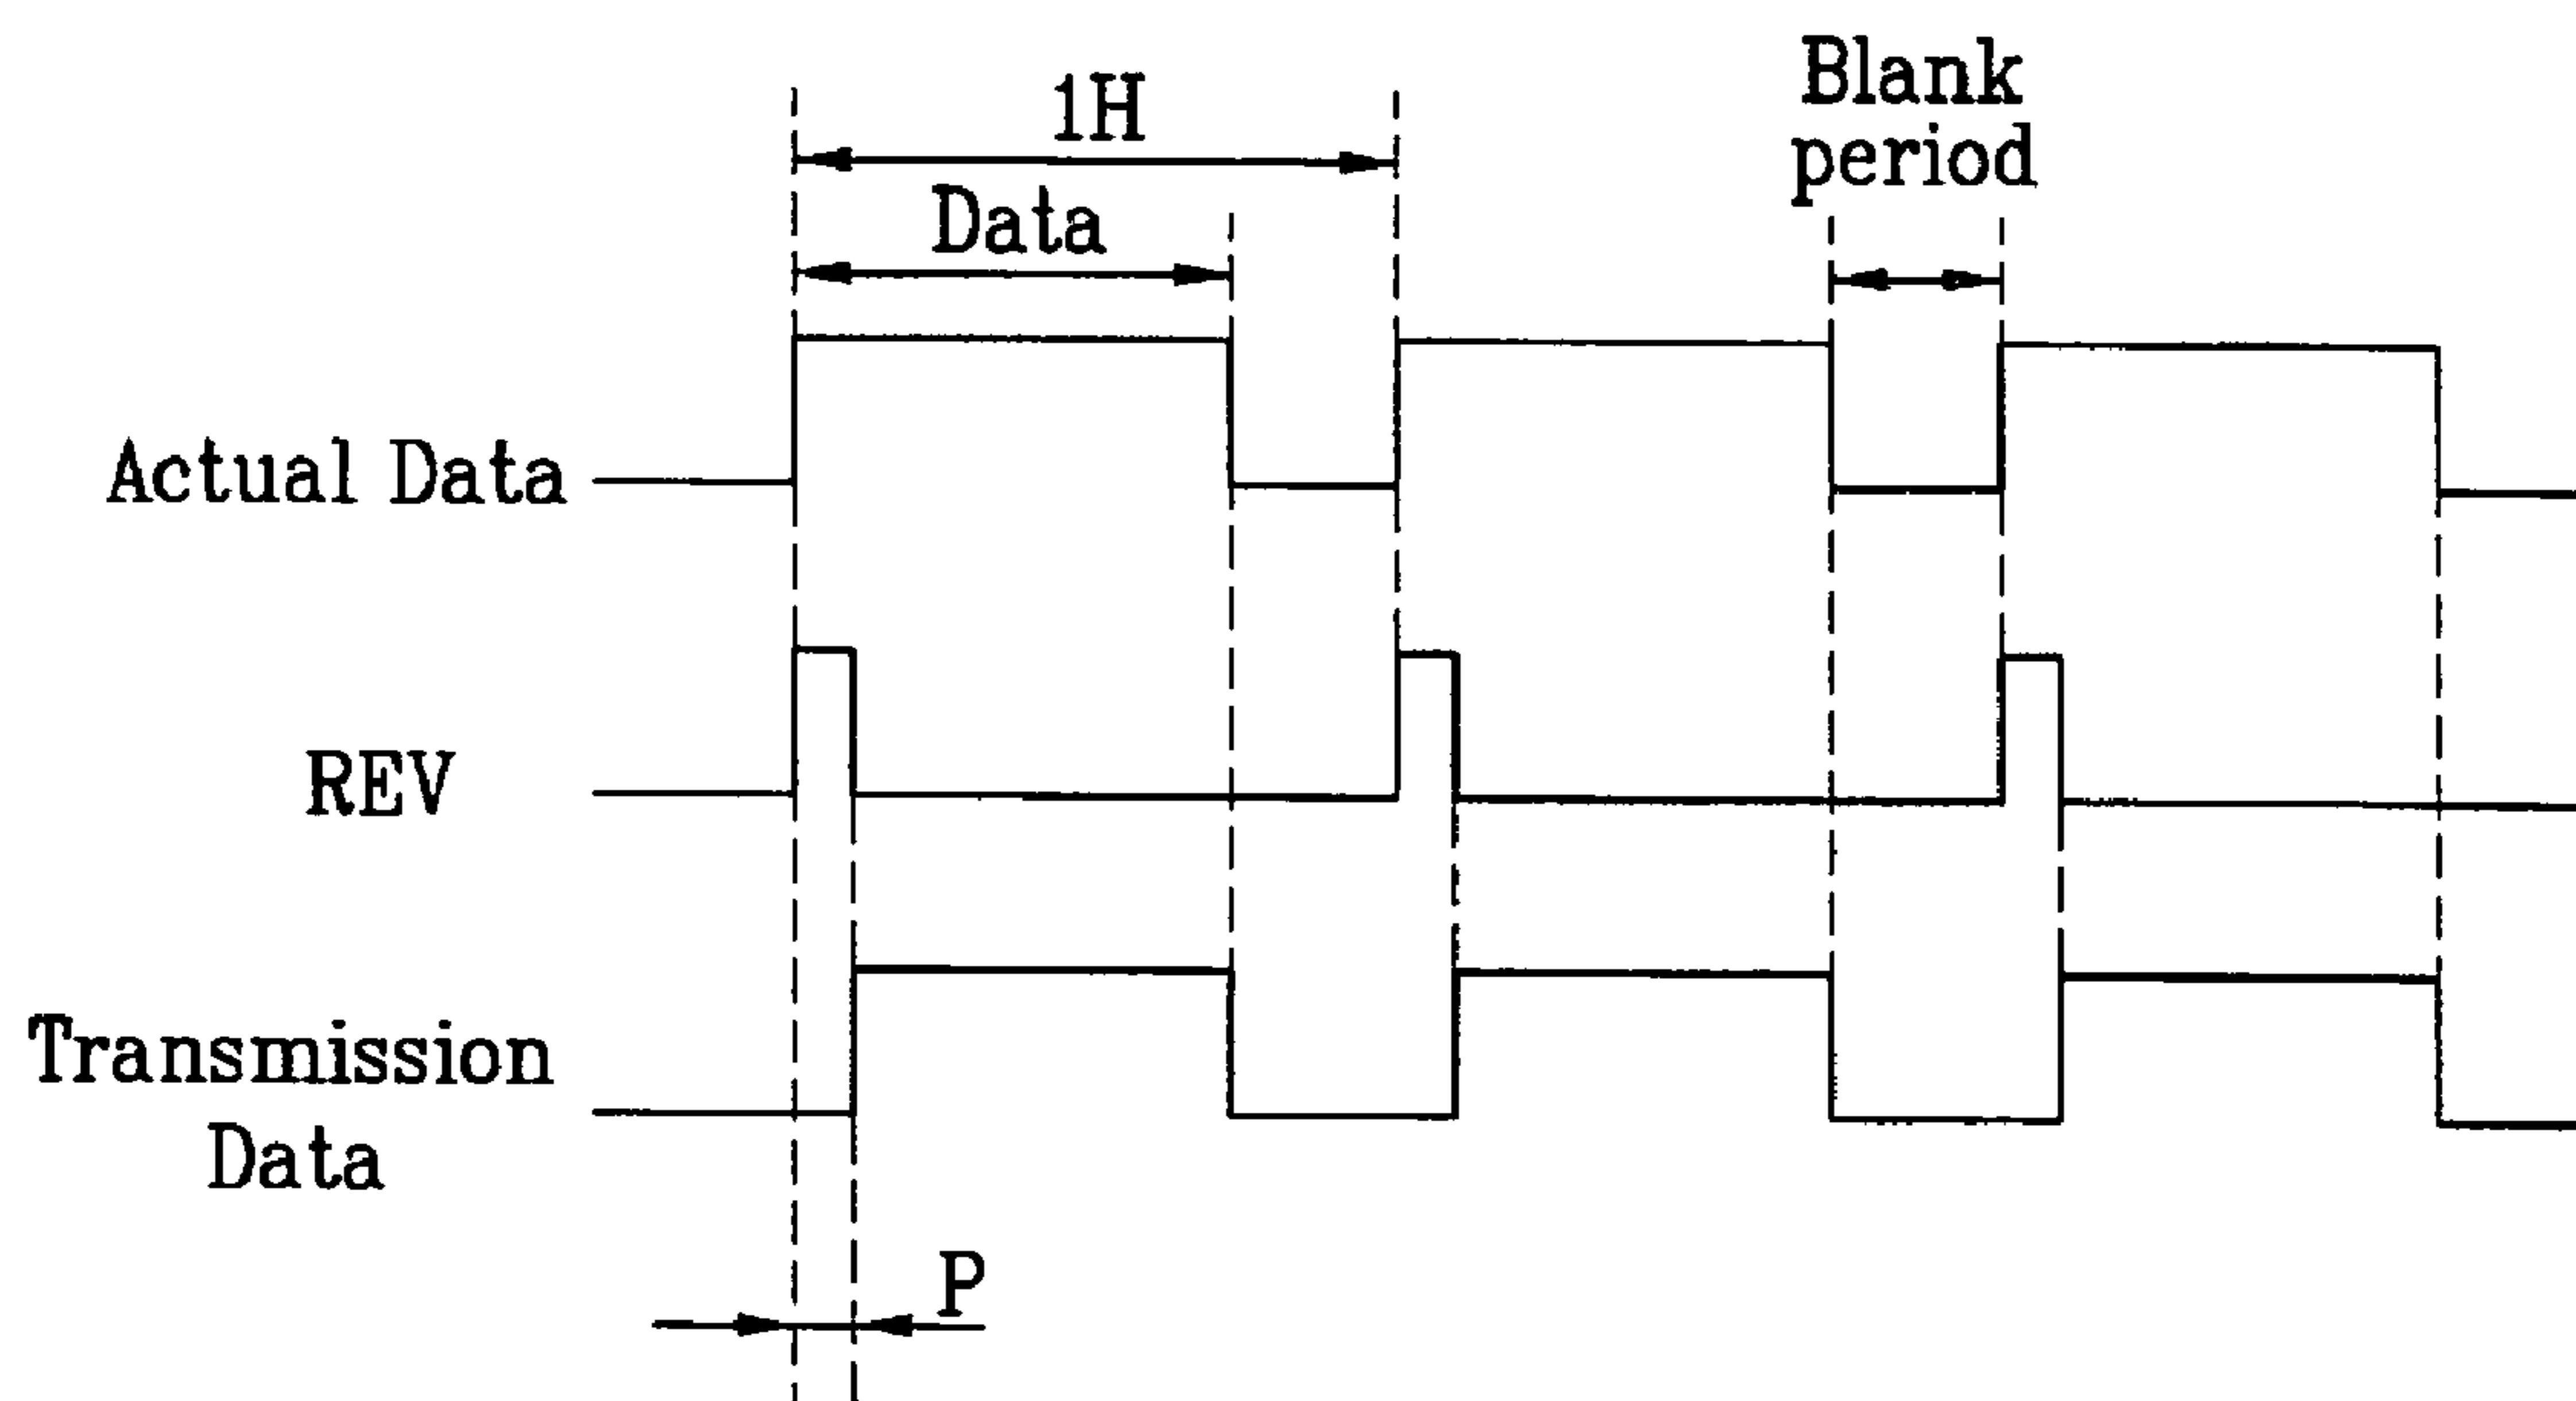 1H
Blank
period
Data
Actual Data
REV
Transmission
Data
P